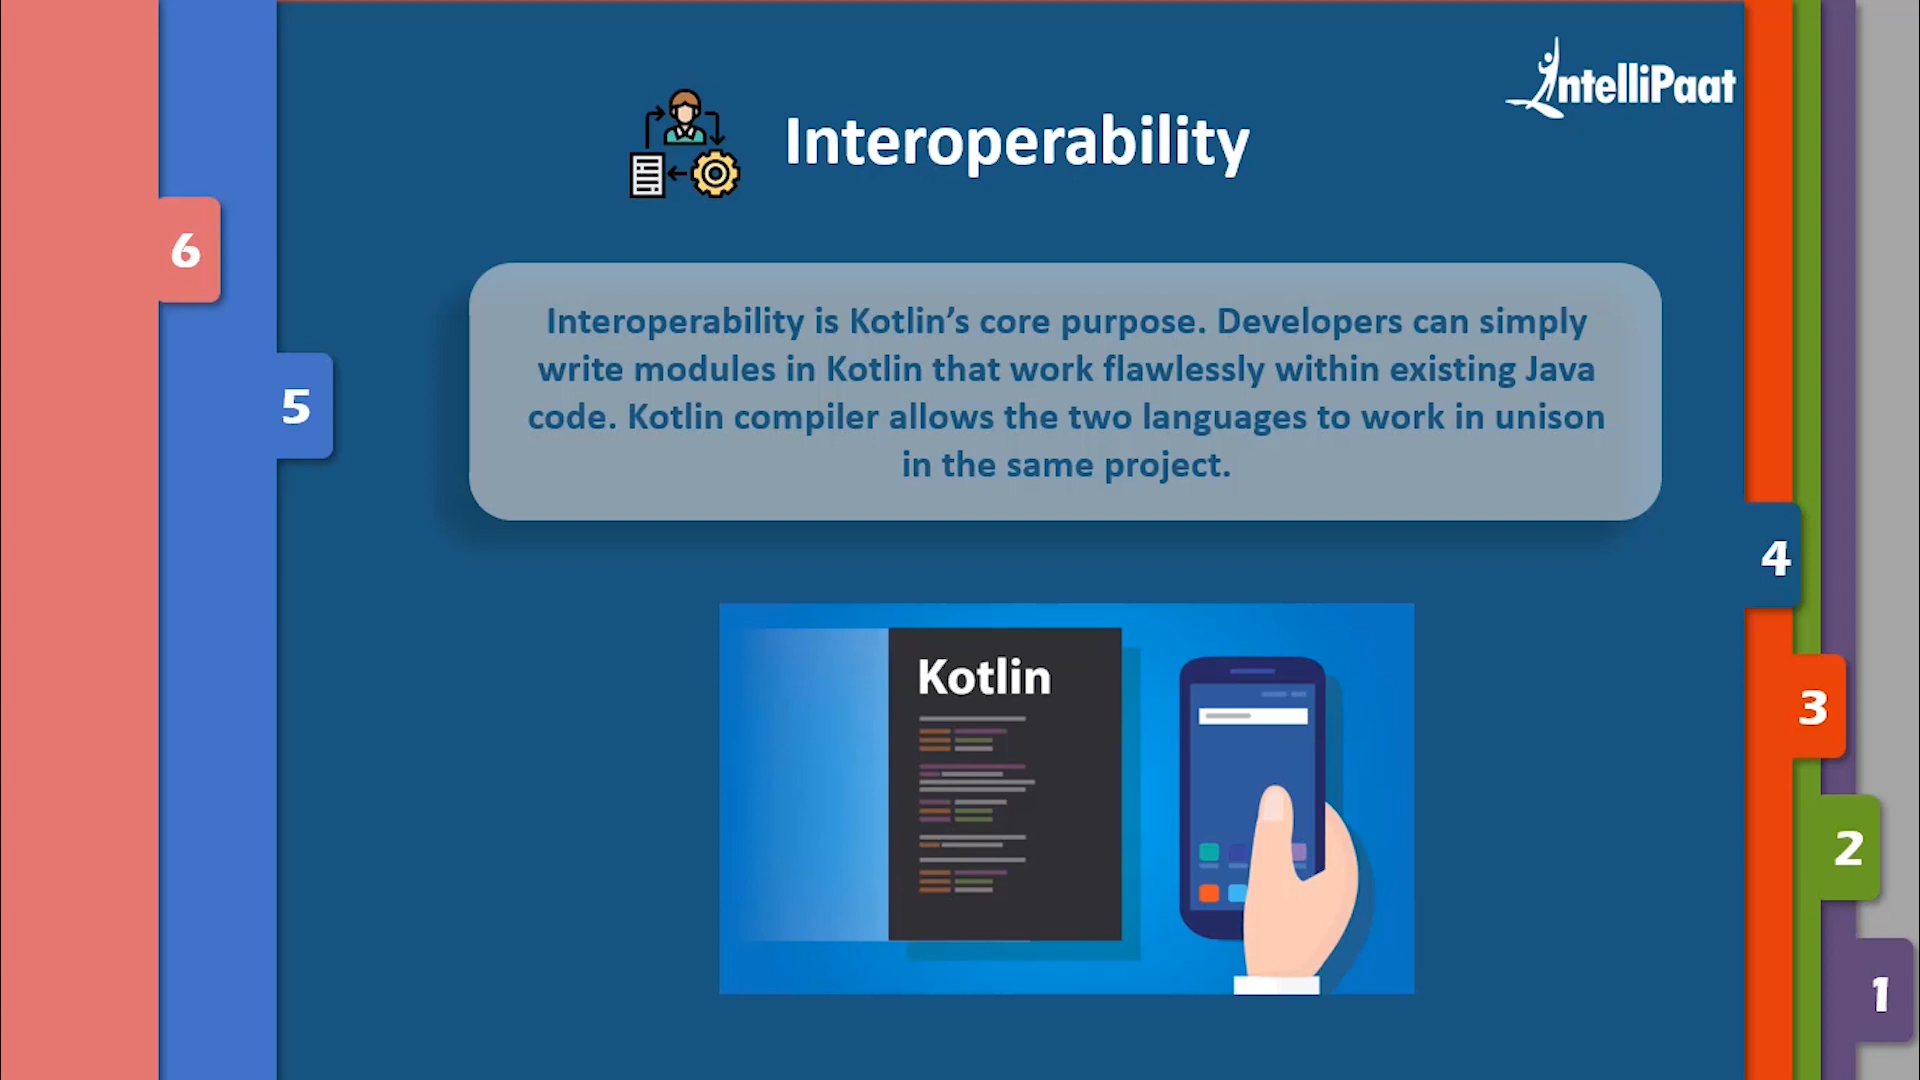 IntelliPaat
Interoperability
6
Interoperability is Kotlin’s core purpose. Developers can simply
write modules in Kotlin that work flawlessly within existing Java
code. Kotlin compiler allows the two languages to work in unison
in the same project.
5
4
Kotlin
3
2
1